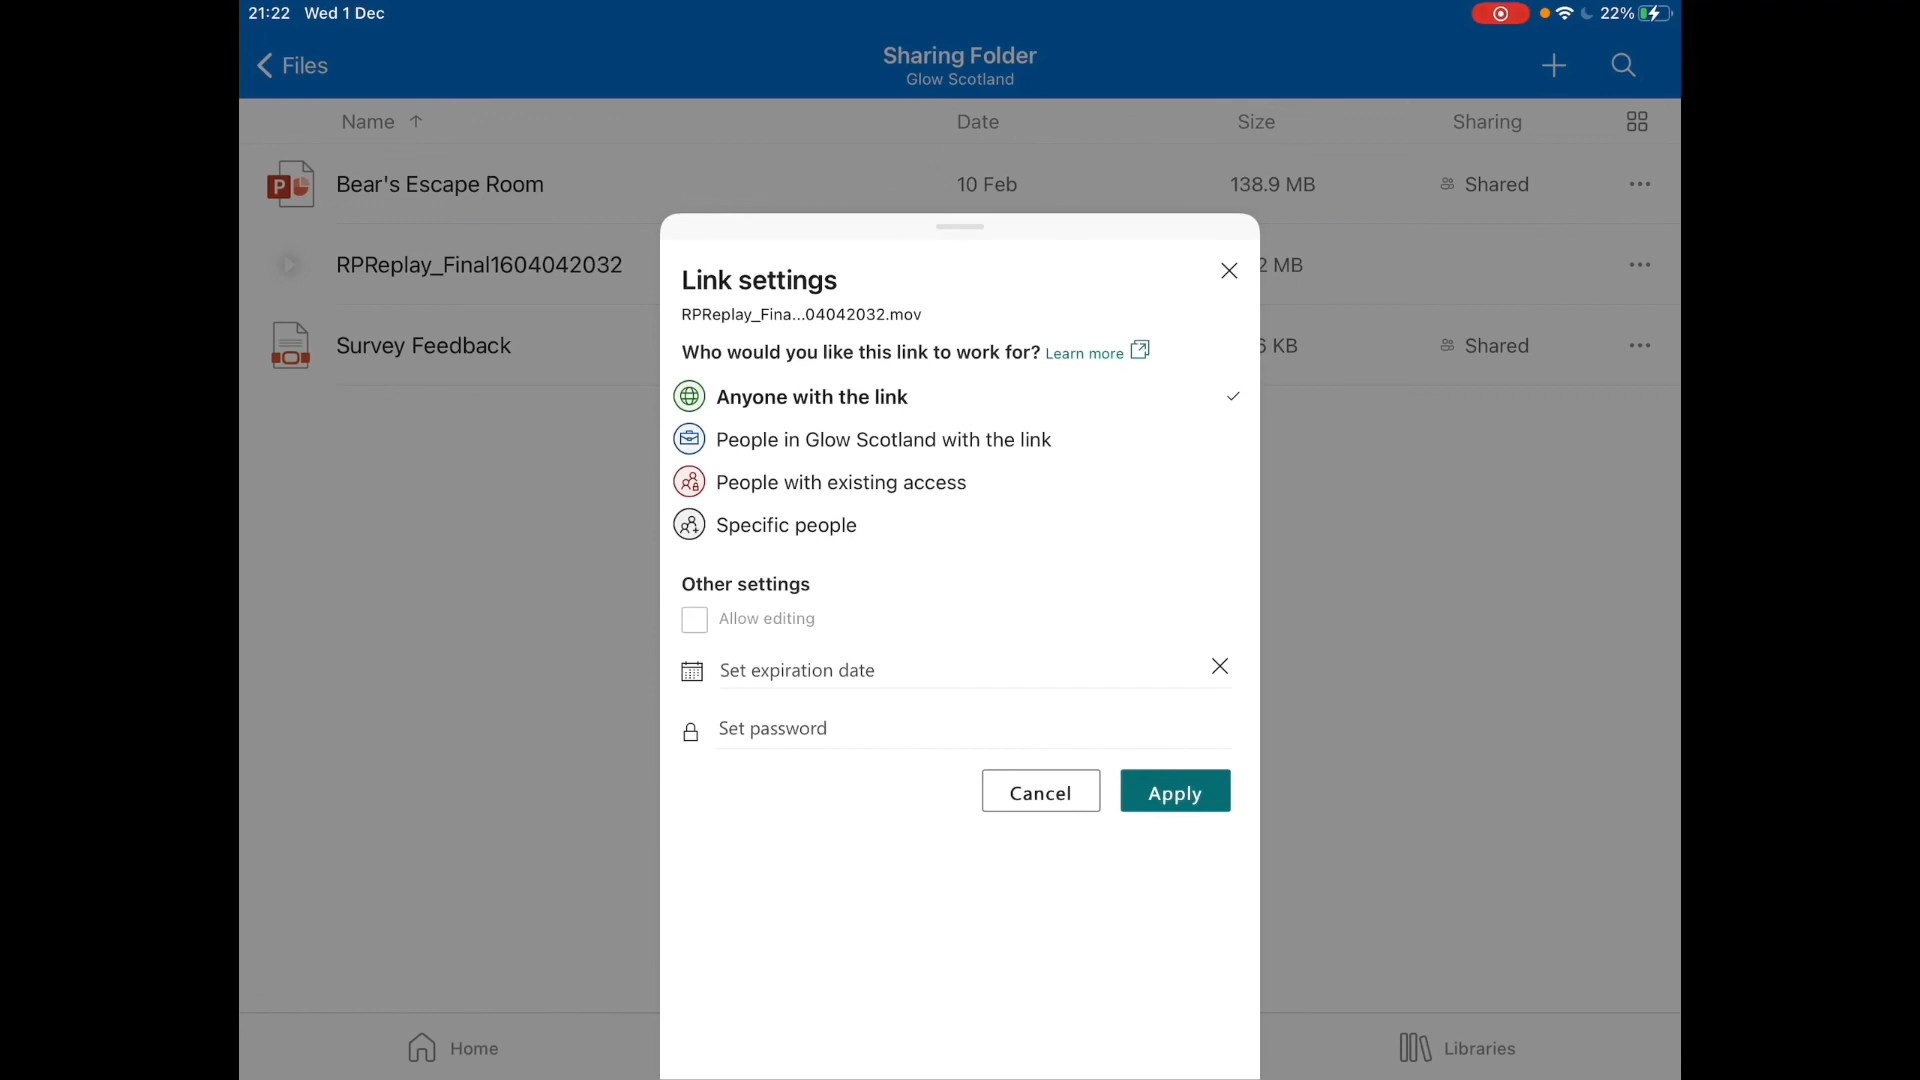 21:22 Wed 1 Dec 22%
Files
Sharing Folder
Glow Scotland
Name Date Size Sharing
Bear's Escape Room 10 Feb 138.9 MB Shared
RPReplay_Final1604042032 2 MB
Survey Feedback KB Shared
Link settings
RPReplay_Fina...04042032.mov
Who would you like this link to work for? Learn more
Anyone with the link
People in Glow Scotland with the link
People with existing access
Specific people
Other settings
Allow editing
Set expiration date
Set password
Cancel Apply
Home Libraries